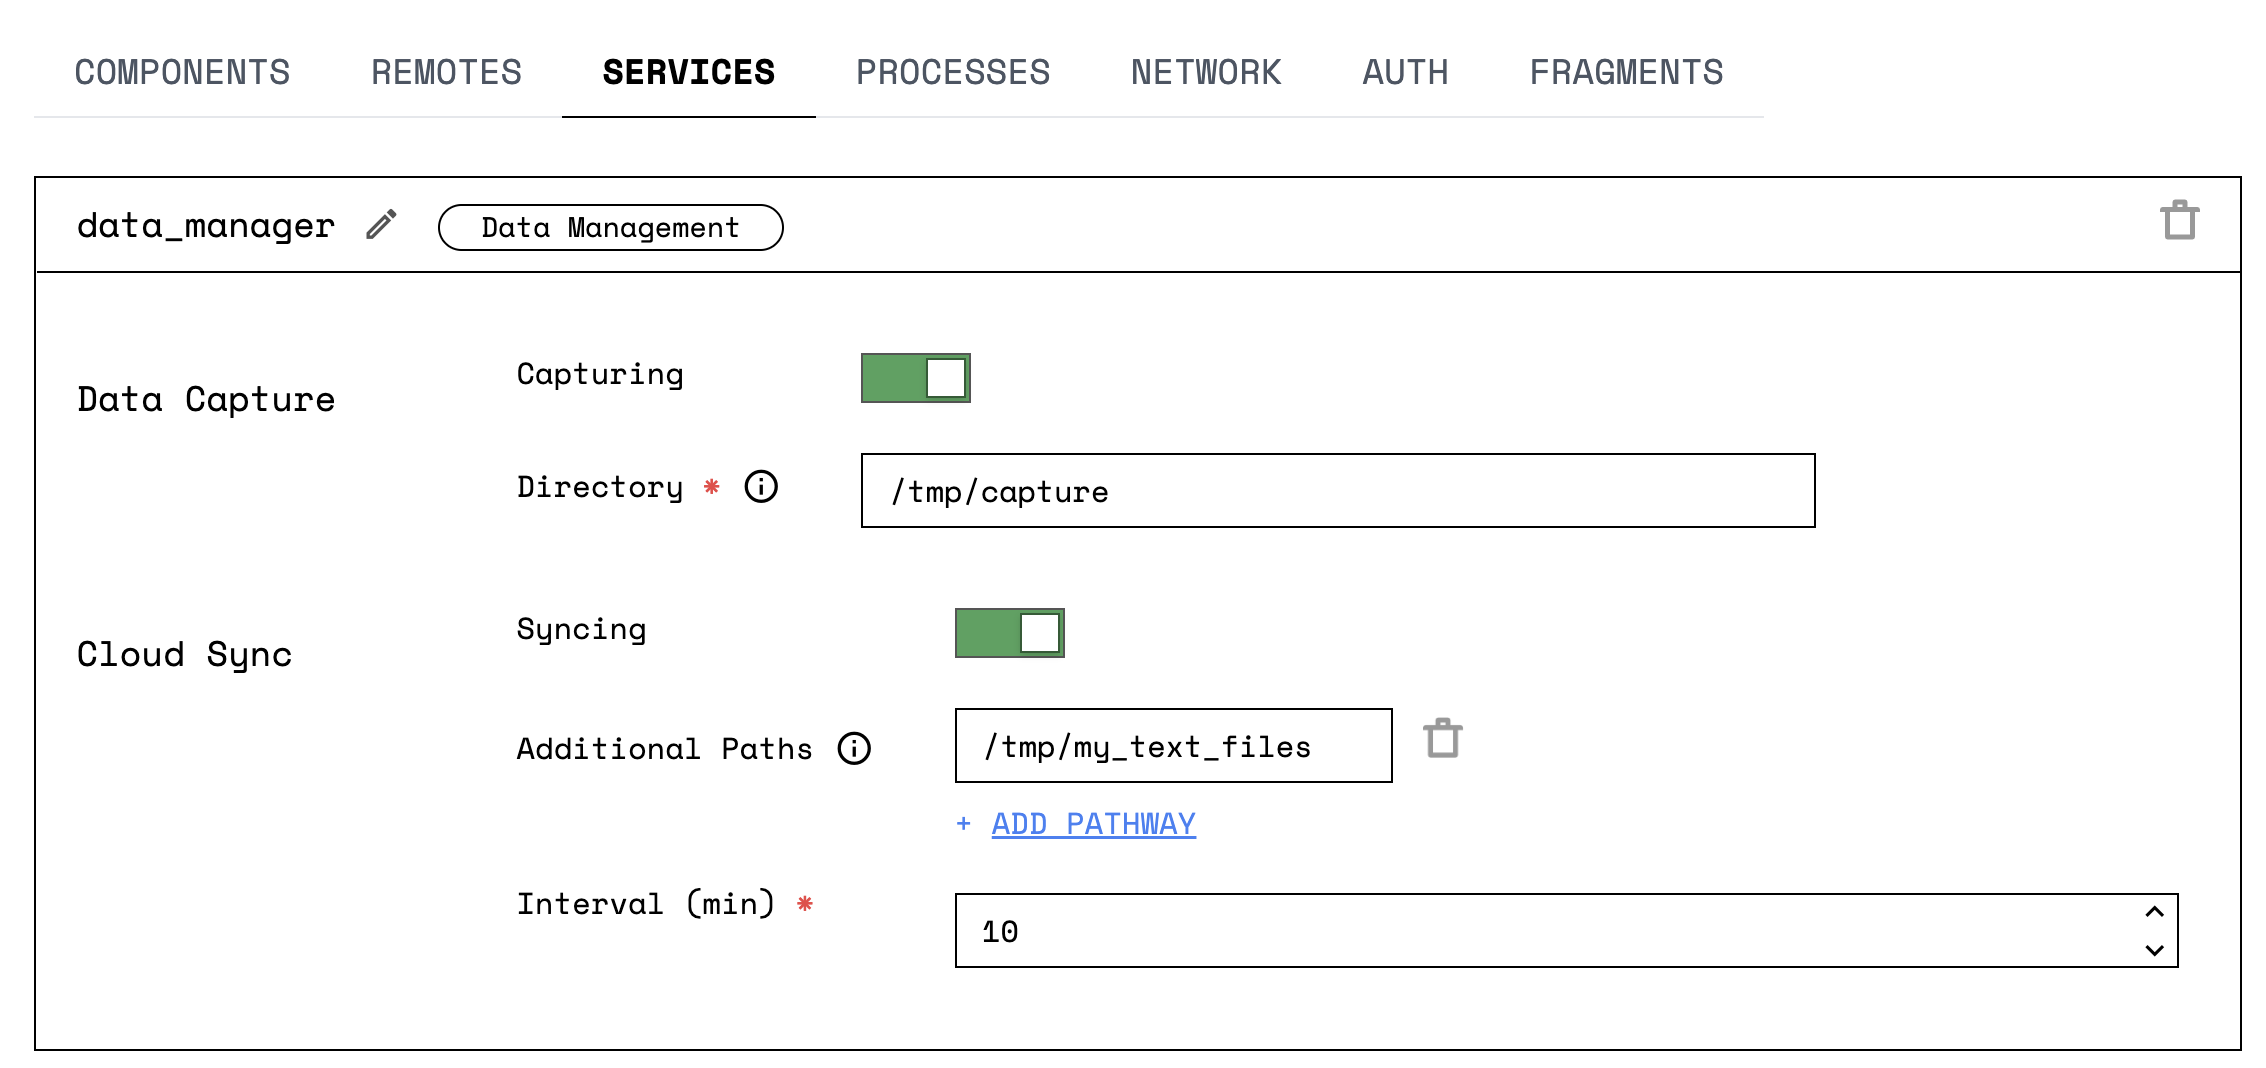 COMPONENTS REMOTES SERVICES PROCESSES NETWORK AUTH FRAGMENTS
data_manager Data Management
Data Capture
Capturing
Directory * /tmp/capture
Cloud Sync
Syncing
Additional Paths /tmp/my_text_files
+ ADD PATHWAY
Interval (min) * 10